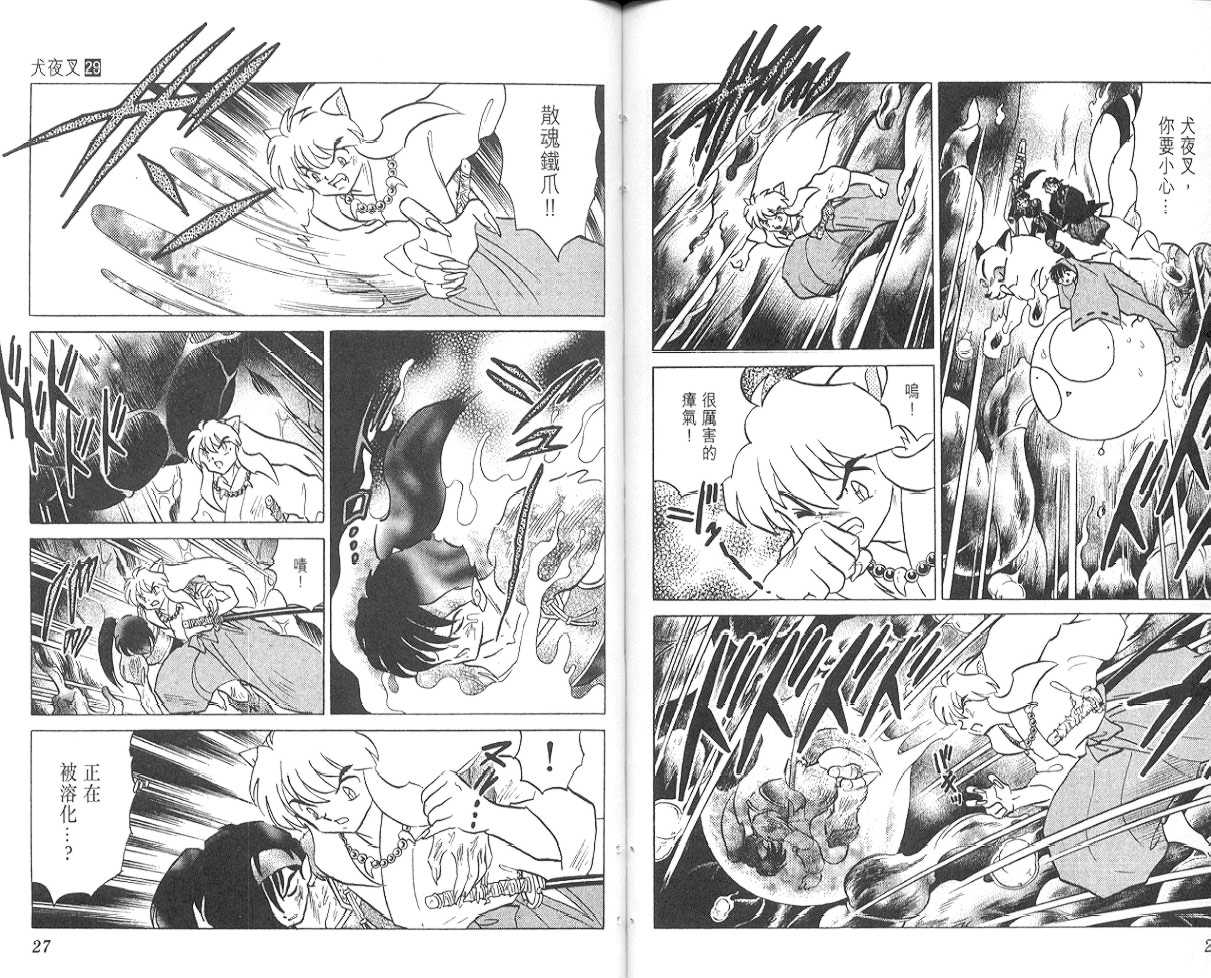 犬夜叉，
你要小心…
嗚！
很厲害的
瘴氣！
犬夜叉 29
散魂鐵爪!!
嘖！
！
正在
被溶化…？
27